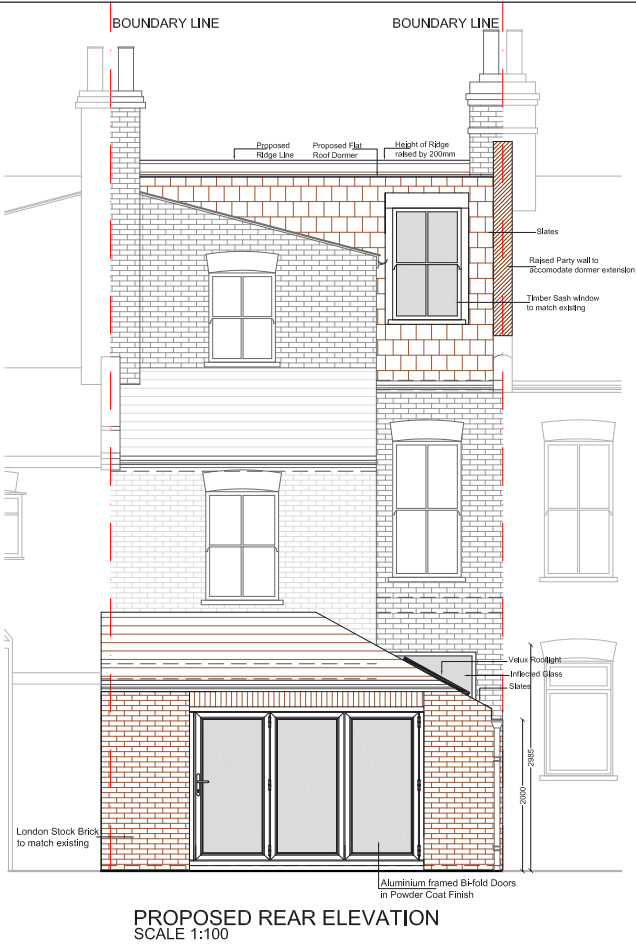 BOUNDARY LINE
BOUNDARY LINE
Proposed
Ridge Line
Proposed Flat
Roof Dormer
Height of Ridge
raised by 200mm
Slates
Raised Party wall to
accomodate dormer extension
Timber Sash window
to match existing
Velux Rooflight
Inflected Glass
Slates
2985
2000
London Stock Brick
to match existing
Aluminium framed Bi-fold Doors
in Powder Coat Finish
PROPOSED REAR ELEVATION
SCALE 1:100